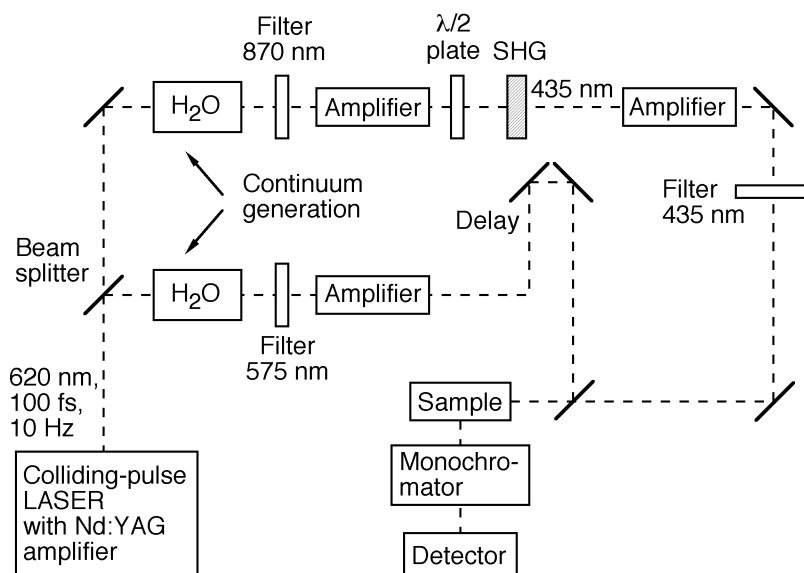 Filter
870 nm
λ/2
plate
SHG
H2O
Amplifier
435 nm
Amplifier
Continuum
generation
Filter
435 nm
Delay
Beam
splitter
H2O
Amplifier
Filter
575 nm
620 nm,
100 fs,
10 Hz
Sample
Colliding-pulse
LASER
with Nd:YAG
amplifier
Monochro-
mator
Detector